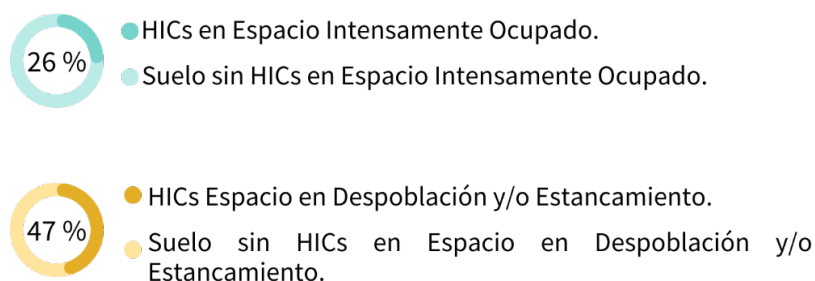 26 %
HICs en Espacio Intensamente Ocupado.
Suelo sin HICs en Espacio Intensamente Ocupado.
47 %
HICs Espacio en Despoblación y/o Estancamiento.
Suelo sin HICs en Espacio en Despoblación y/o
Estancamiento.